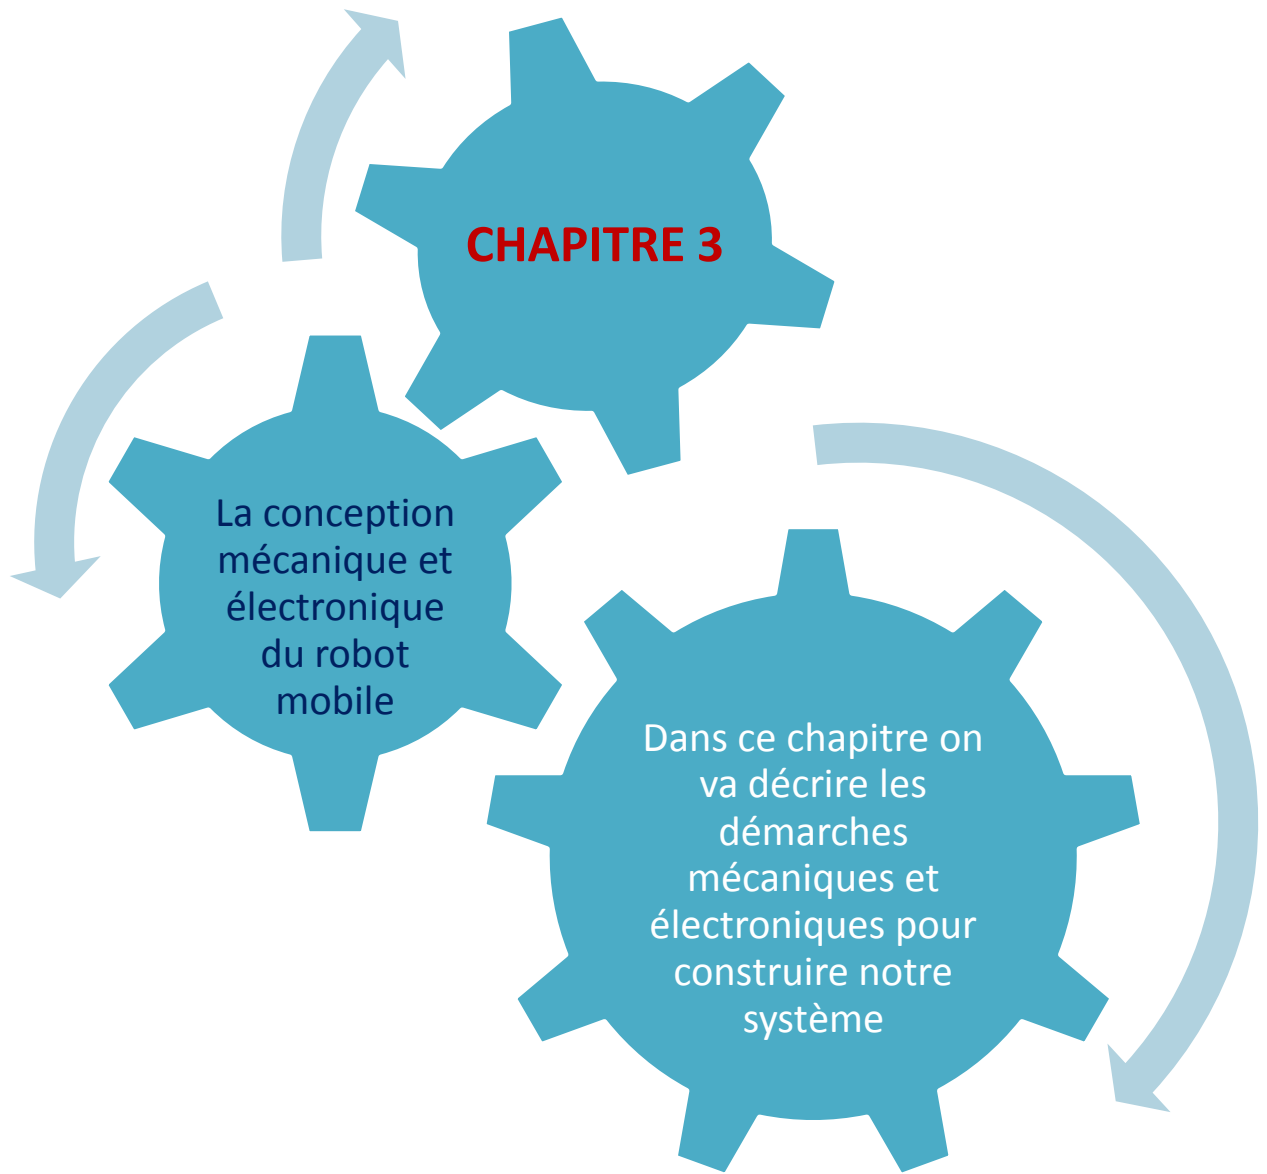 CHAPITRE 3
La conception
mécanique et
électronique
du robot
mobile
Dans ce chapitre on
va décrire les
démarches
mécaniques et
électroniques pour
construire notre
système